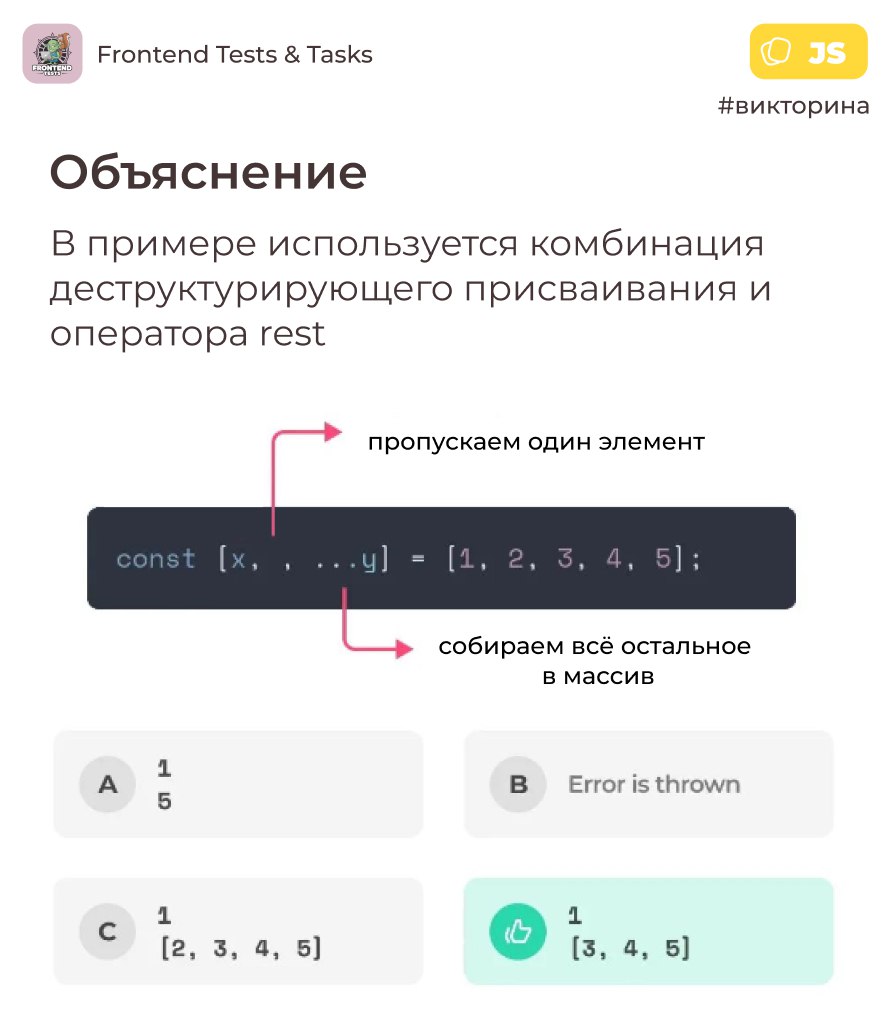 FRONTEND
TESTS
Frontend Tests & Tasks
JS
#викторина
Объяснение
В примере используется комбинация
деструктурирующего присваивания и
оператора rest
пропускаем один элемент
const [x, , ...y] = [1, 2, 3, 4, 5];
собираем всё остальное
в массив
A
1
5
B
Error is thrown
C
1
[2, 3, 4, 5]
1
[3, 4, 5]